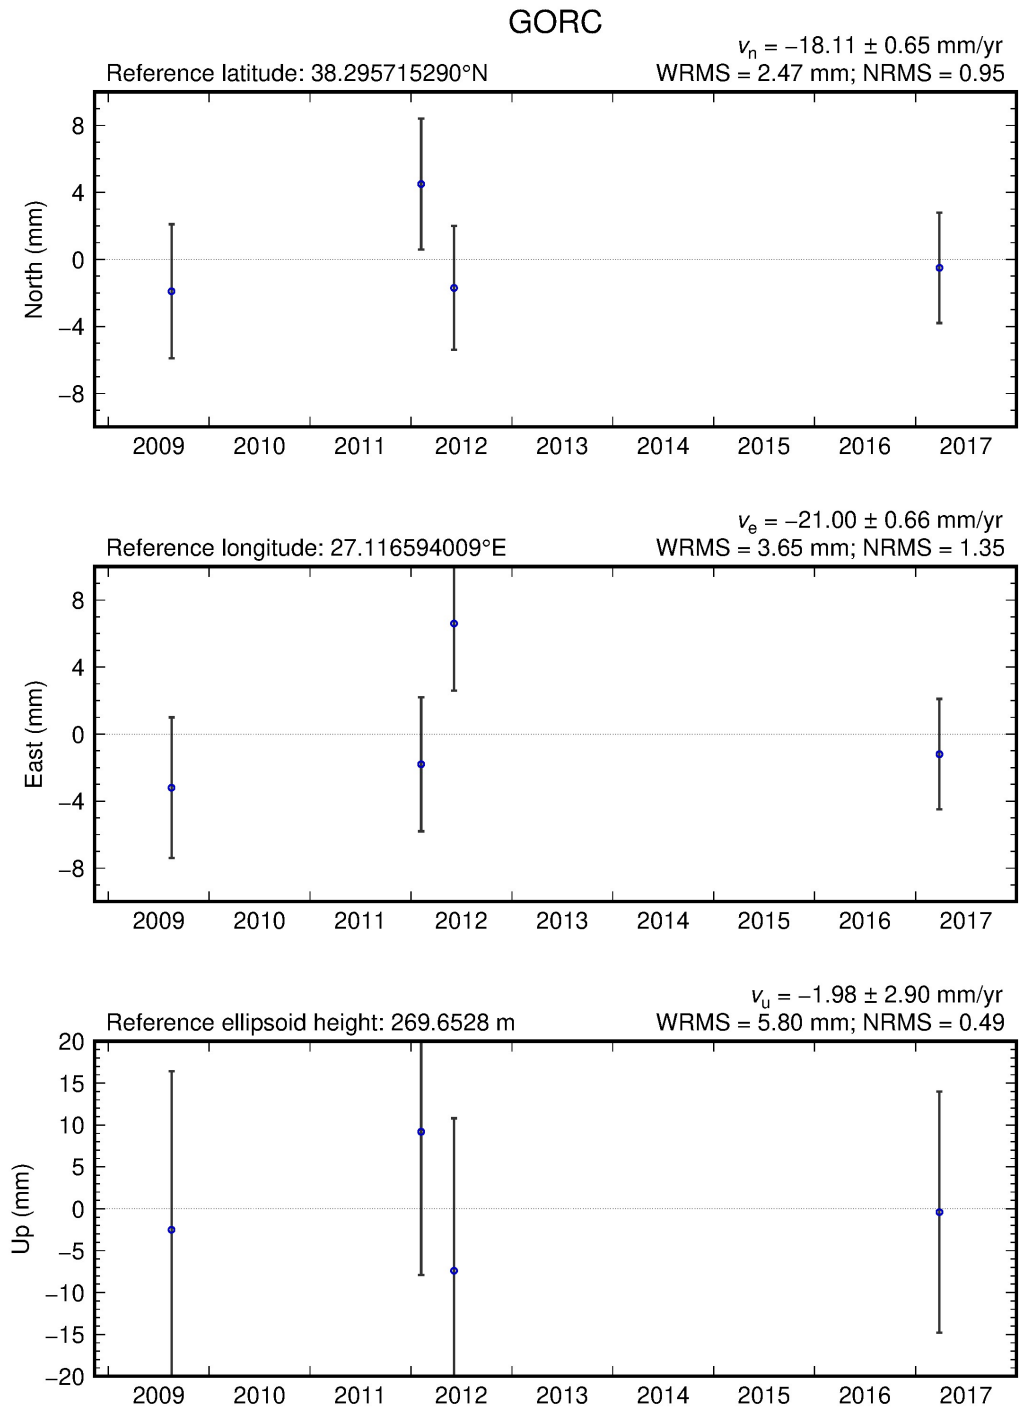 GORC
vn = −18.11 ± 0.65 mm/yr
Reference latitude: 38.295715290°N
WRMS = 2.47 mm; NRMS = 0.95
8
4
0
−4
−8
North (mm)
2009 2010 2011 2012 2013 2014 2015 2016 2017
ve = −21.00 ± 0.66 mm/yr
Reference longitude: 27.116594009°E
WRMS = 3.65 mm; NRMS = 1.35
8
4
0
−4
−8
East (mm)
2009 2010 2011 2012 2013 2014 2015 2016 2017
vu = −1.98 ± 2.90 mm/yr
Reference ellipsoid height: 269.6528 m
WRMS = 5.80 mm; NRMS = 0.49
20
15
10
5
0
−5
−10
−15
−20
Up (mm)
2009 2010 2011 2012 2013 2014 2015 2016 2017